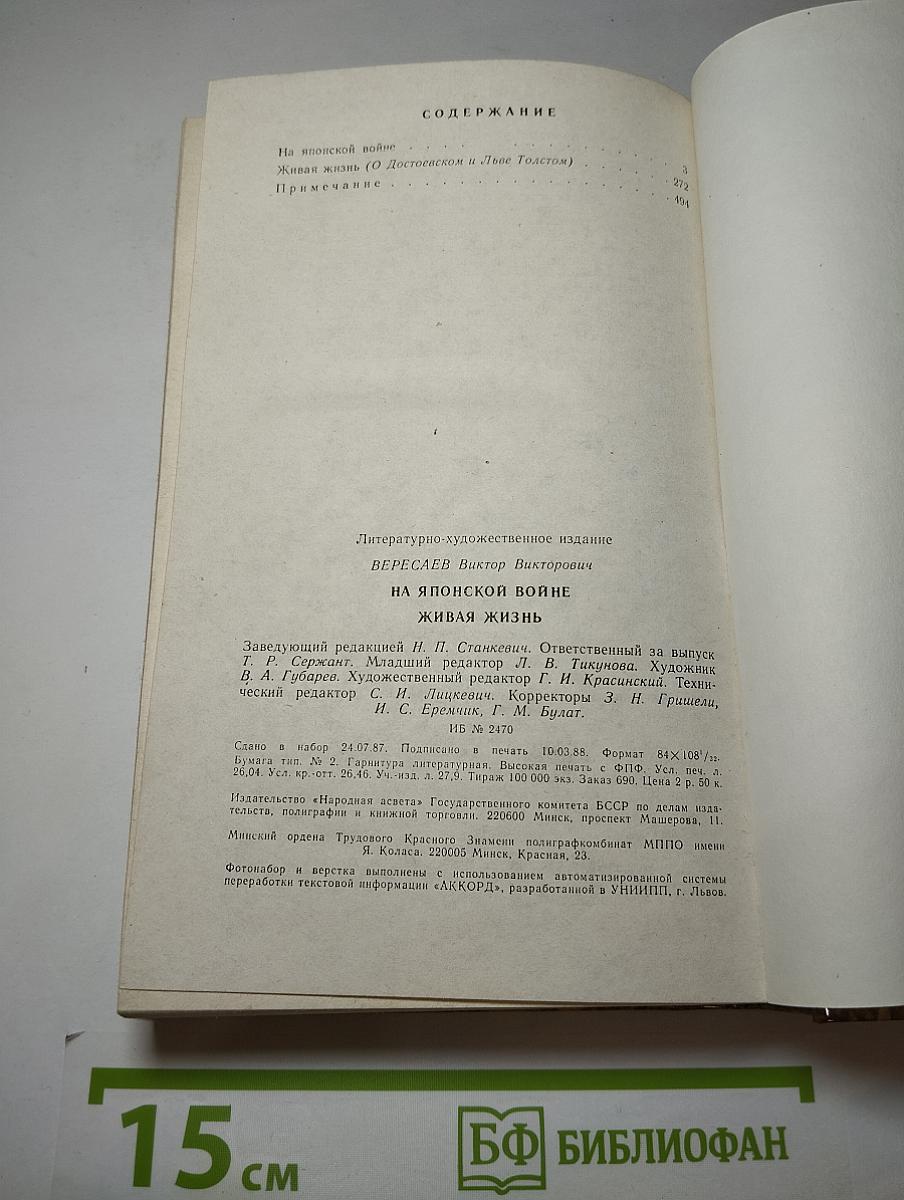 СОДЕРЖАНИЕ
На японской войне . . . . . . . . . . 3
Живая жизнь (О Достоевском и Льве Толстом) . . . . . 272
Примечание . . . . . . . . . . . . 494
Литературно-художественное издание
ВЕРЕСАЕВ Виктор Викторович
НА ЯПОНСКОЙ ВОЙНЕ
ЖИВАЯ ЖИЗНЬ
Заведующий редакцией Н. П. Станкевич. Ответственный за выпуск
Т. Р. Сержант. Младший редактор Л. В. Тикунова. Художник
В. А. Губарев. Художественный редактор Г. И. Красинский. Техни-
ческий редактор С. И. Лицкевич. Корректоры З. Н. Гришели,
И. С. Еремчик, Г. М. Булат.
ИБ № 2470
Сдано в набор 24.07.87. Подписано в печать 10.03.88. Формат 84×108¹/₃₂.
Бумага тип. № 2. Гарнитура литературная. Высокая печать с ФПФ. Усл. печ. л.
26,04. Усл. кр.-отт. 26,46. Уч.-изд. л. 27,9. Тираж 100 000 экз. Заказ 690. Цена 2 р. 50 к.
Издательство «Народная асвета» Государственного комитета БССР по делам изда-
тельств, полиграфии и книжной торговли. 220600 Минск, проспект Машерова, 11.
Минский ордена Трудового Красного Знамени полиграфкомбинат МППО имени
Я. Коласа. 220005 Минск, Красная, 23.
Фотонабор и верстка выполнены с использованием автоматизированной системы
переработки текстовой информации «АККОРД», разработанной в УНИИПП, г. Львов.
15 см
БФ БИБЛИОФАН